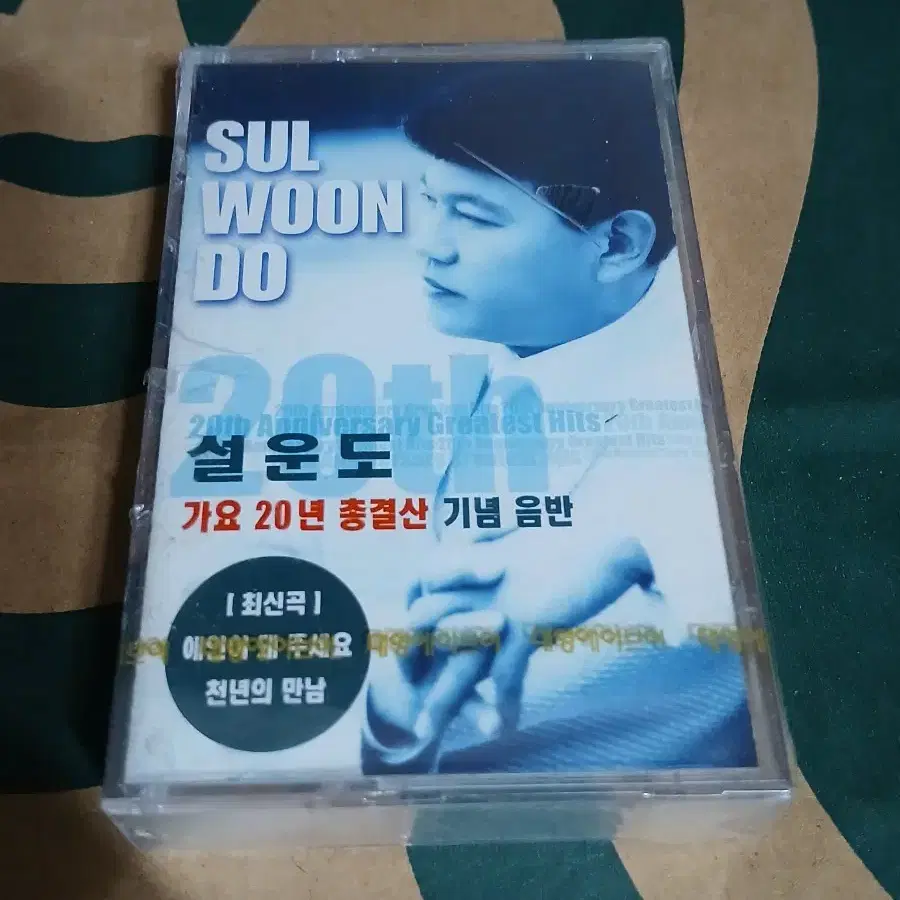 SUL
WOON
DO
20th
20th Anniversary Greatest Hits
설운도
가요 20년 총결산 기념 음반
[ 최신곡 ]
애인이 돼 주세요
천년의 만남